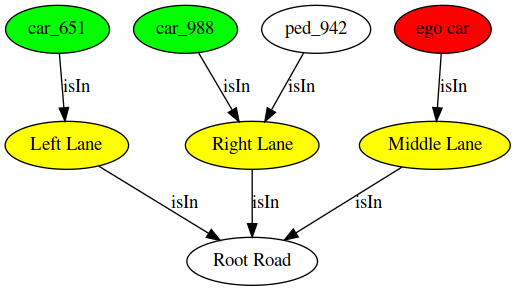 car_651
car_988
ped_942
ego car
isIn
isIn
isIn
isIn
Left Lane
Right Lane
Middle Lane
isIn
isIn
isIn
Root Road